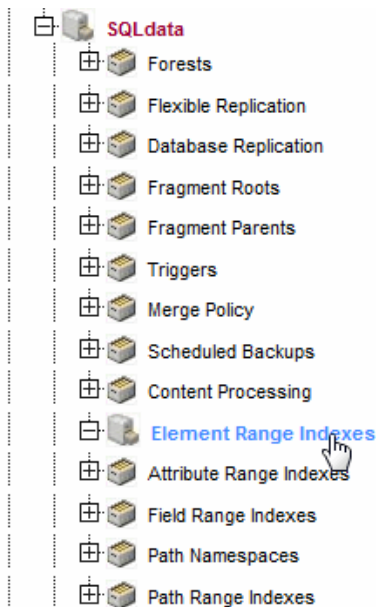 SQLdata
Forests
Flexible Replication
Database Replication
Fragment Roots
Fragment Parents
Triggers
Merge Policy
Scheduled Backups
Content Processing
Element Range Indexes
Attribute Range Indexes
Field Range Indexes
Path Namespaces
Path Range Indexes